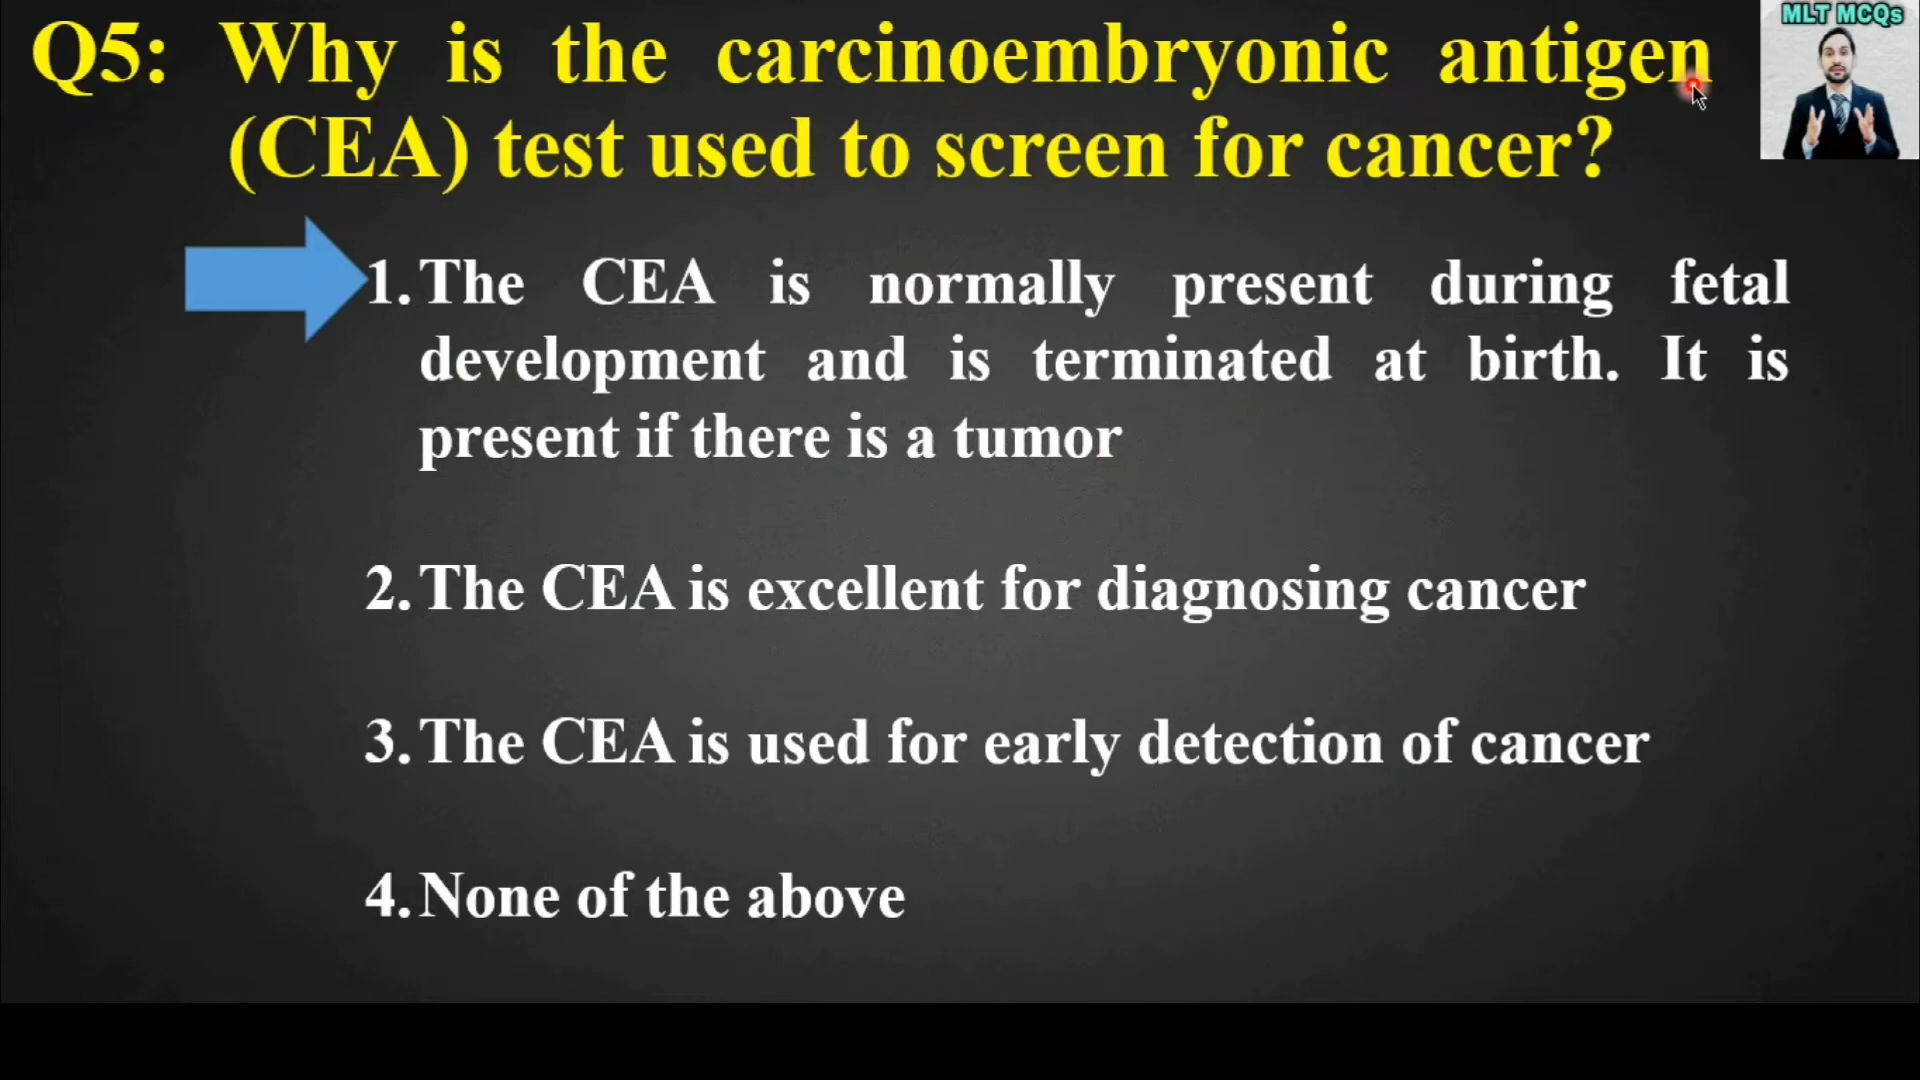 MLT MCQs
Q5: Why is the carcinoembryonic antigen
(CEA) test used to screen for cancer?
1. The CEA is normally present during fetal
development and is terminated at birth. It is
present if there is a tumor
2. The CEA is excellent for diagnosing cancer
3. The CEA is used for early detection of cancer
4. None of the above